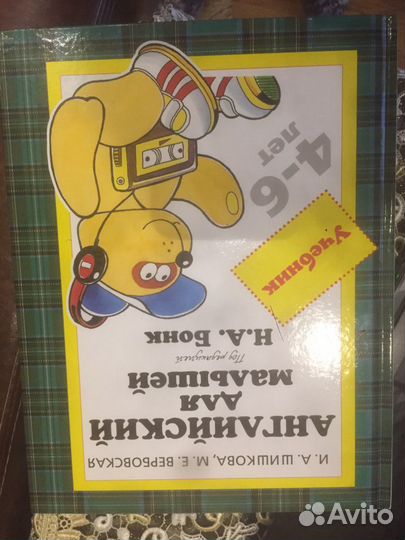 И. А. ШИШКОВА, М. Е. ВЕРБОВСКАЯ
АНГЛИЙСКИЙ
ДЛЯ
МАЛЫШЕЙ
Под редакцией
Н.А. Бонк
Учебник
4-6
лет
Avito